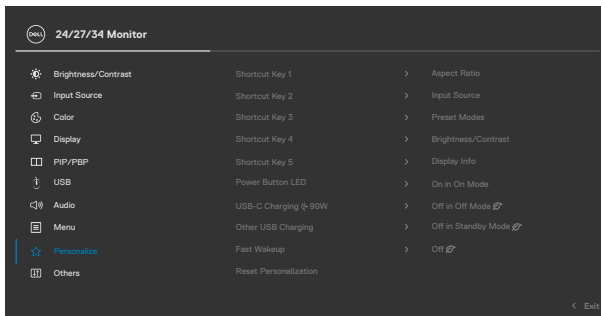 DELL 24/27/34 Monitor
Brightness/Contrast Shortcut Key 1 > Aspect Ratio
Input Source Shortcut Key 2 > Input Source
Color Shortcut Key 3 > Preset Modes
Display Shortcut Key 4 > Brightness/Contrast
PIP/PBP Shortcut Key 5 > Display Info
USB Power Button LED > On in On Mode
Audio USB-C Charging 90W > Off in Off Mode
Menu Other USB Charging > Off in Standby Mode
Personalize Fast Wakeup > Off
Others Reset Personalization
< Exit